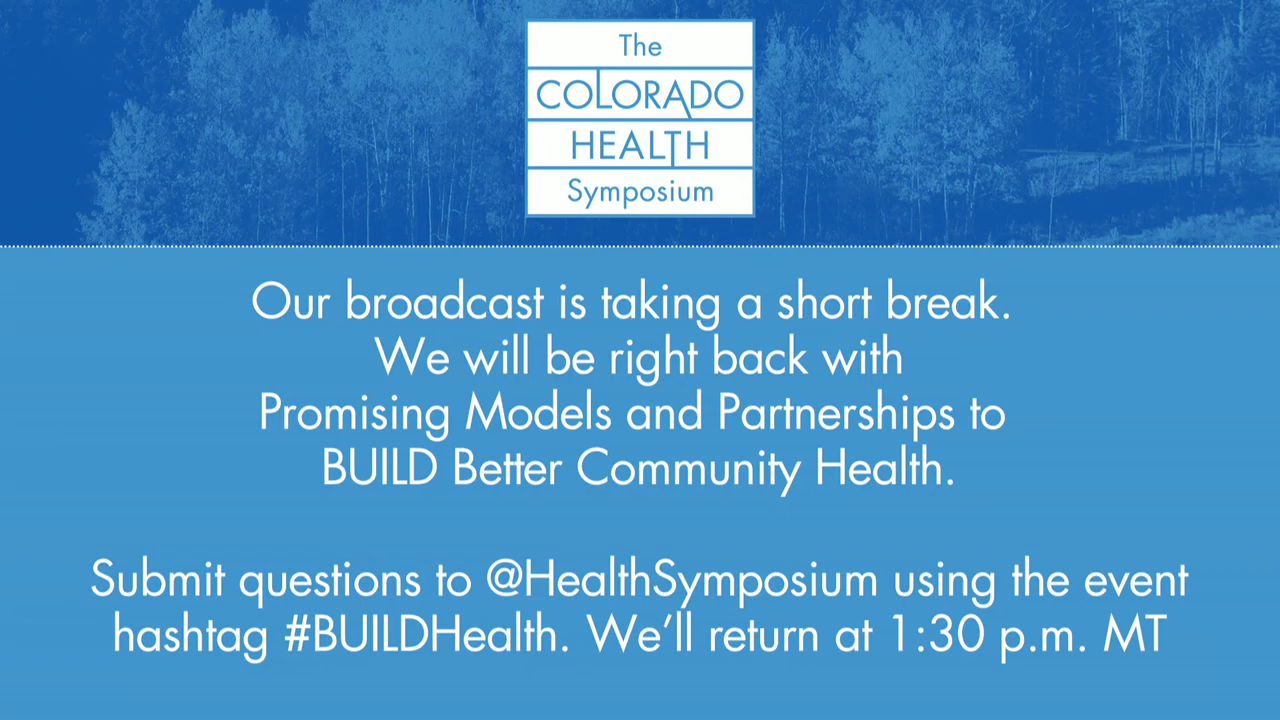 The
COLORADO
HEALTH
Symposium
Our broadcast is taking a short break.
We will be right back with
Promising Models and Partnerships to
BUILD Better Community Health.
Submit questions to @HealthSymposium using the event
hashtag #BUILDHealth. We’ll return at 1:30 p.m. MT